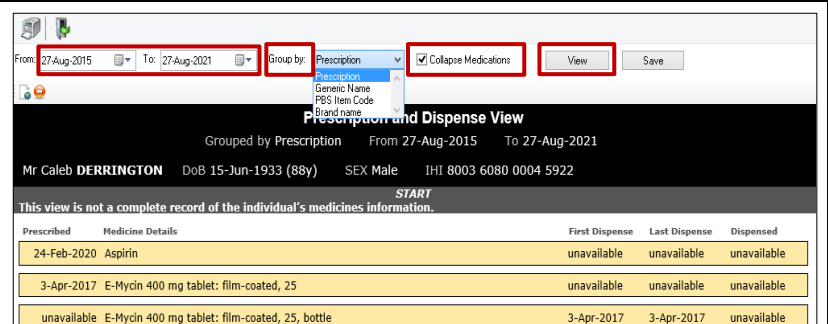 From: 27-Aug-2015 To: 27-Aug-2021 Group by: Prescription Collapse Medications View Save
Prescription
Generic Name
PBS Item Code
Brand name
Prescription and Dispense View
Grouped by Prescription From 27-Aug-2015 To 27-Aug-2021
Mr Caleb DERRINGTON DoB 15-Jun-1933 (88y) SEX Male IHI 8003 6080 0004 5922
START
This view is not a complete record of the individual's medicines information.
Prescribed Medicine Details First Dispense Last Dispense Dispensed
24-Feb-2020 Aspirin unavailable unavailable unavailable
3-Apr-2017 E-Mycin 400 mg tablet: film-coated, 25 unavailable unavailable unavailable
unavailable E-Mycin 400 mg tablet: film-coated, 25, bottle 3-Apr-2017 3-Apr-2017 unavailable